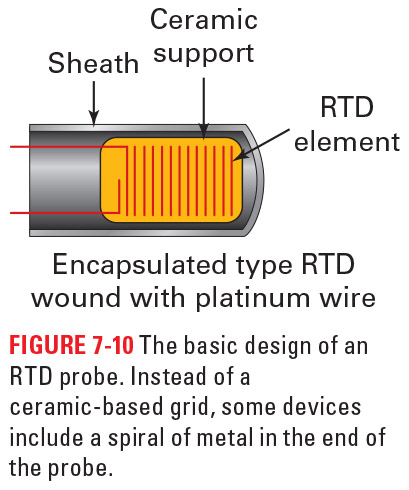 Ceramic
support
Sheath
RTD
element
Encapsulated type RTD
wound with platinum wire
FIGURE 7-10 The basic design of an
RTD probe. Instead of a
ceramic-based grid, some devices
include a spiral of metal in the end of
the probe.